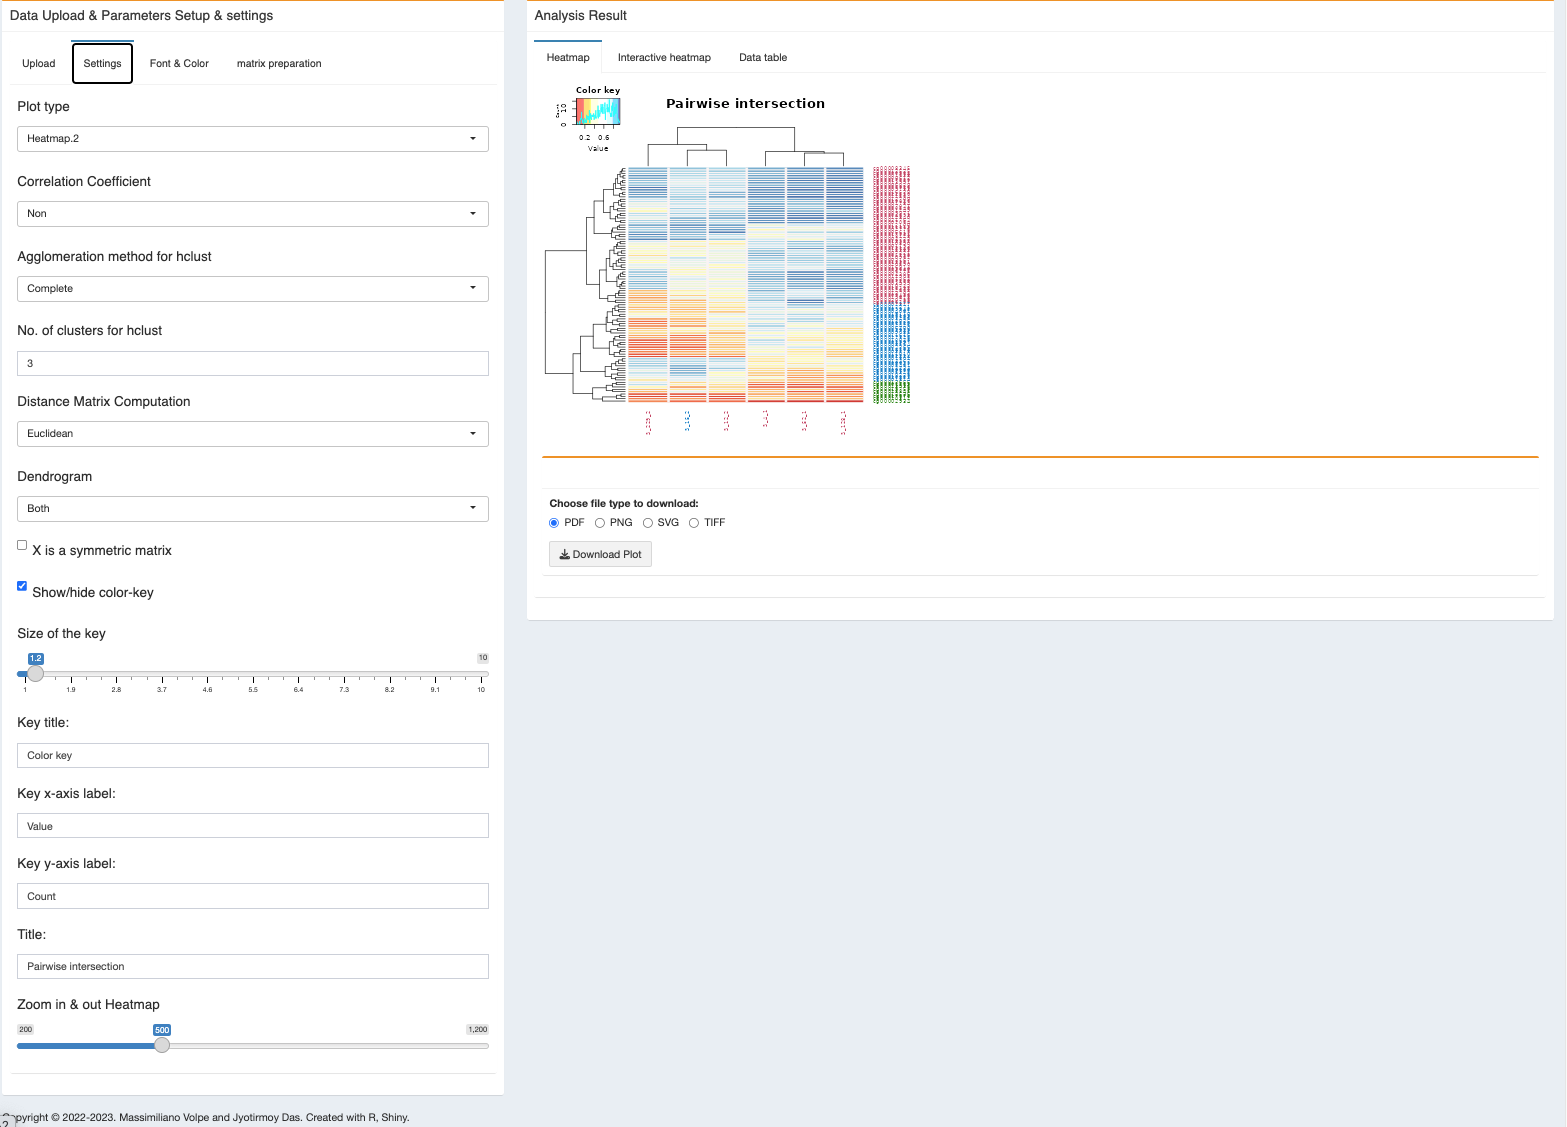 Data Upload & Parameters Setup & settings
Upload Settings Font & Color matrix preparation
Plot type
Heatmap.2
Correlation Coefficient
Non
Agglomeration method for hclust
Complete
No. of clusters for hclust
3
Distance Matrix Computation
Euclidean
Dendrogram
Both
X is a symmetric matrix
Show/hide color-key
Size of the key
1.2 10
1 1.9 2.8 3.7 4.6 5.5 6.4 7.3 8.2 9.1 10
Key title:
Color key
Key x-axis label:
Value
Key y-axis label:
Count
Title:
Pairwise intersection
Zoom in & out Heatmap
200 500 1,200
Copyright © 2022-2023. Massimiliano Volpe and Jyotirmoy Das. Created with R, Shiny.
Analysis Result
Heatmap Interactive heatmap Data table
Color key
Pairwise intersection
0 10
0.2 0.6
Value
Choose file type to download:
PDF PNG SVG TIFF
Download Plot